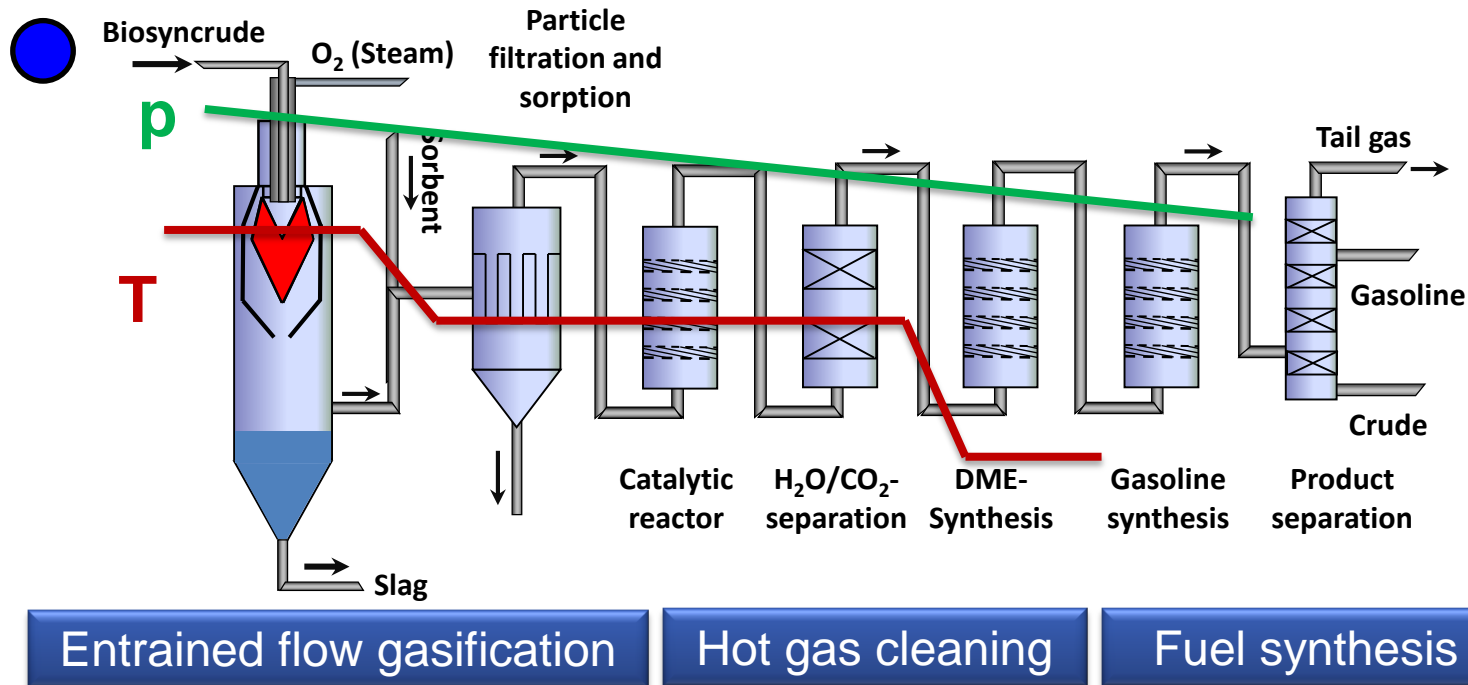 Biosyncrude
O₂ (Steam)
Particle
filtration and
sorption
p
Sorbent
Tail gas
T
Gasoline
Crude
Catalytic
reactor
H₂O/CO₂-
separation
DME-
Synthesis
Gasoline
synthesis
Product
separation
Slag
Entrained flow gasification
Hot gas cleaning
Fuel synthesis